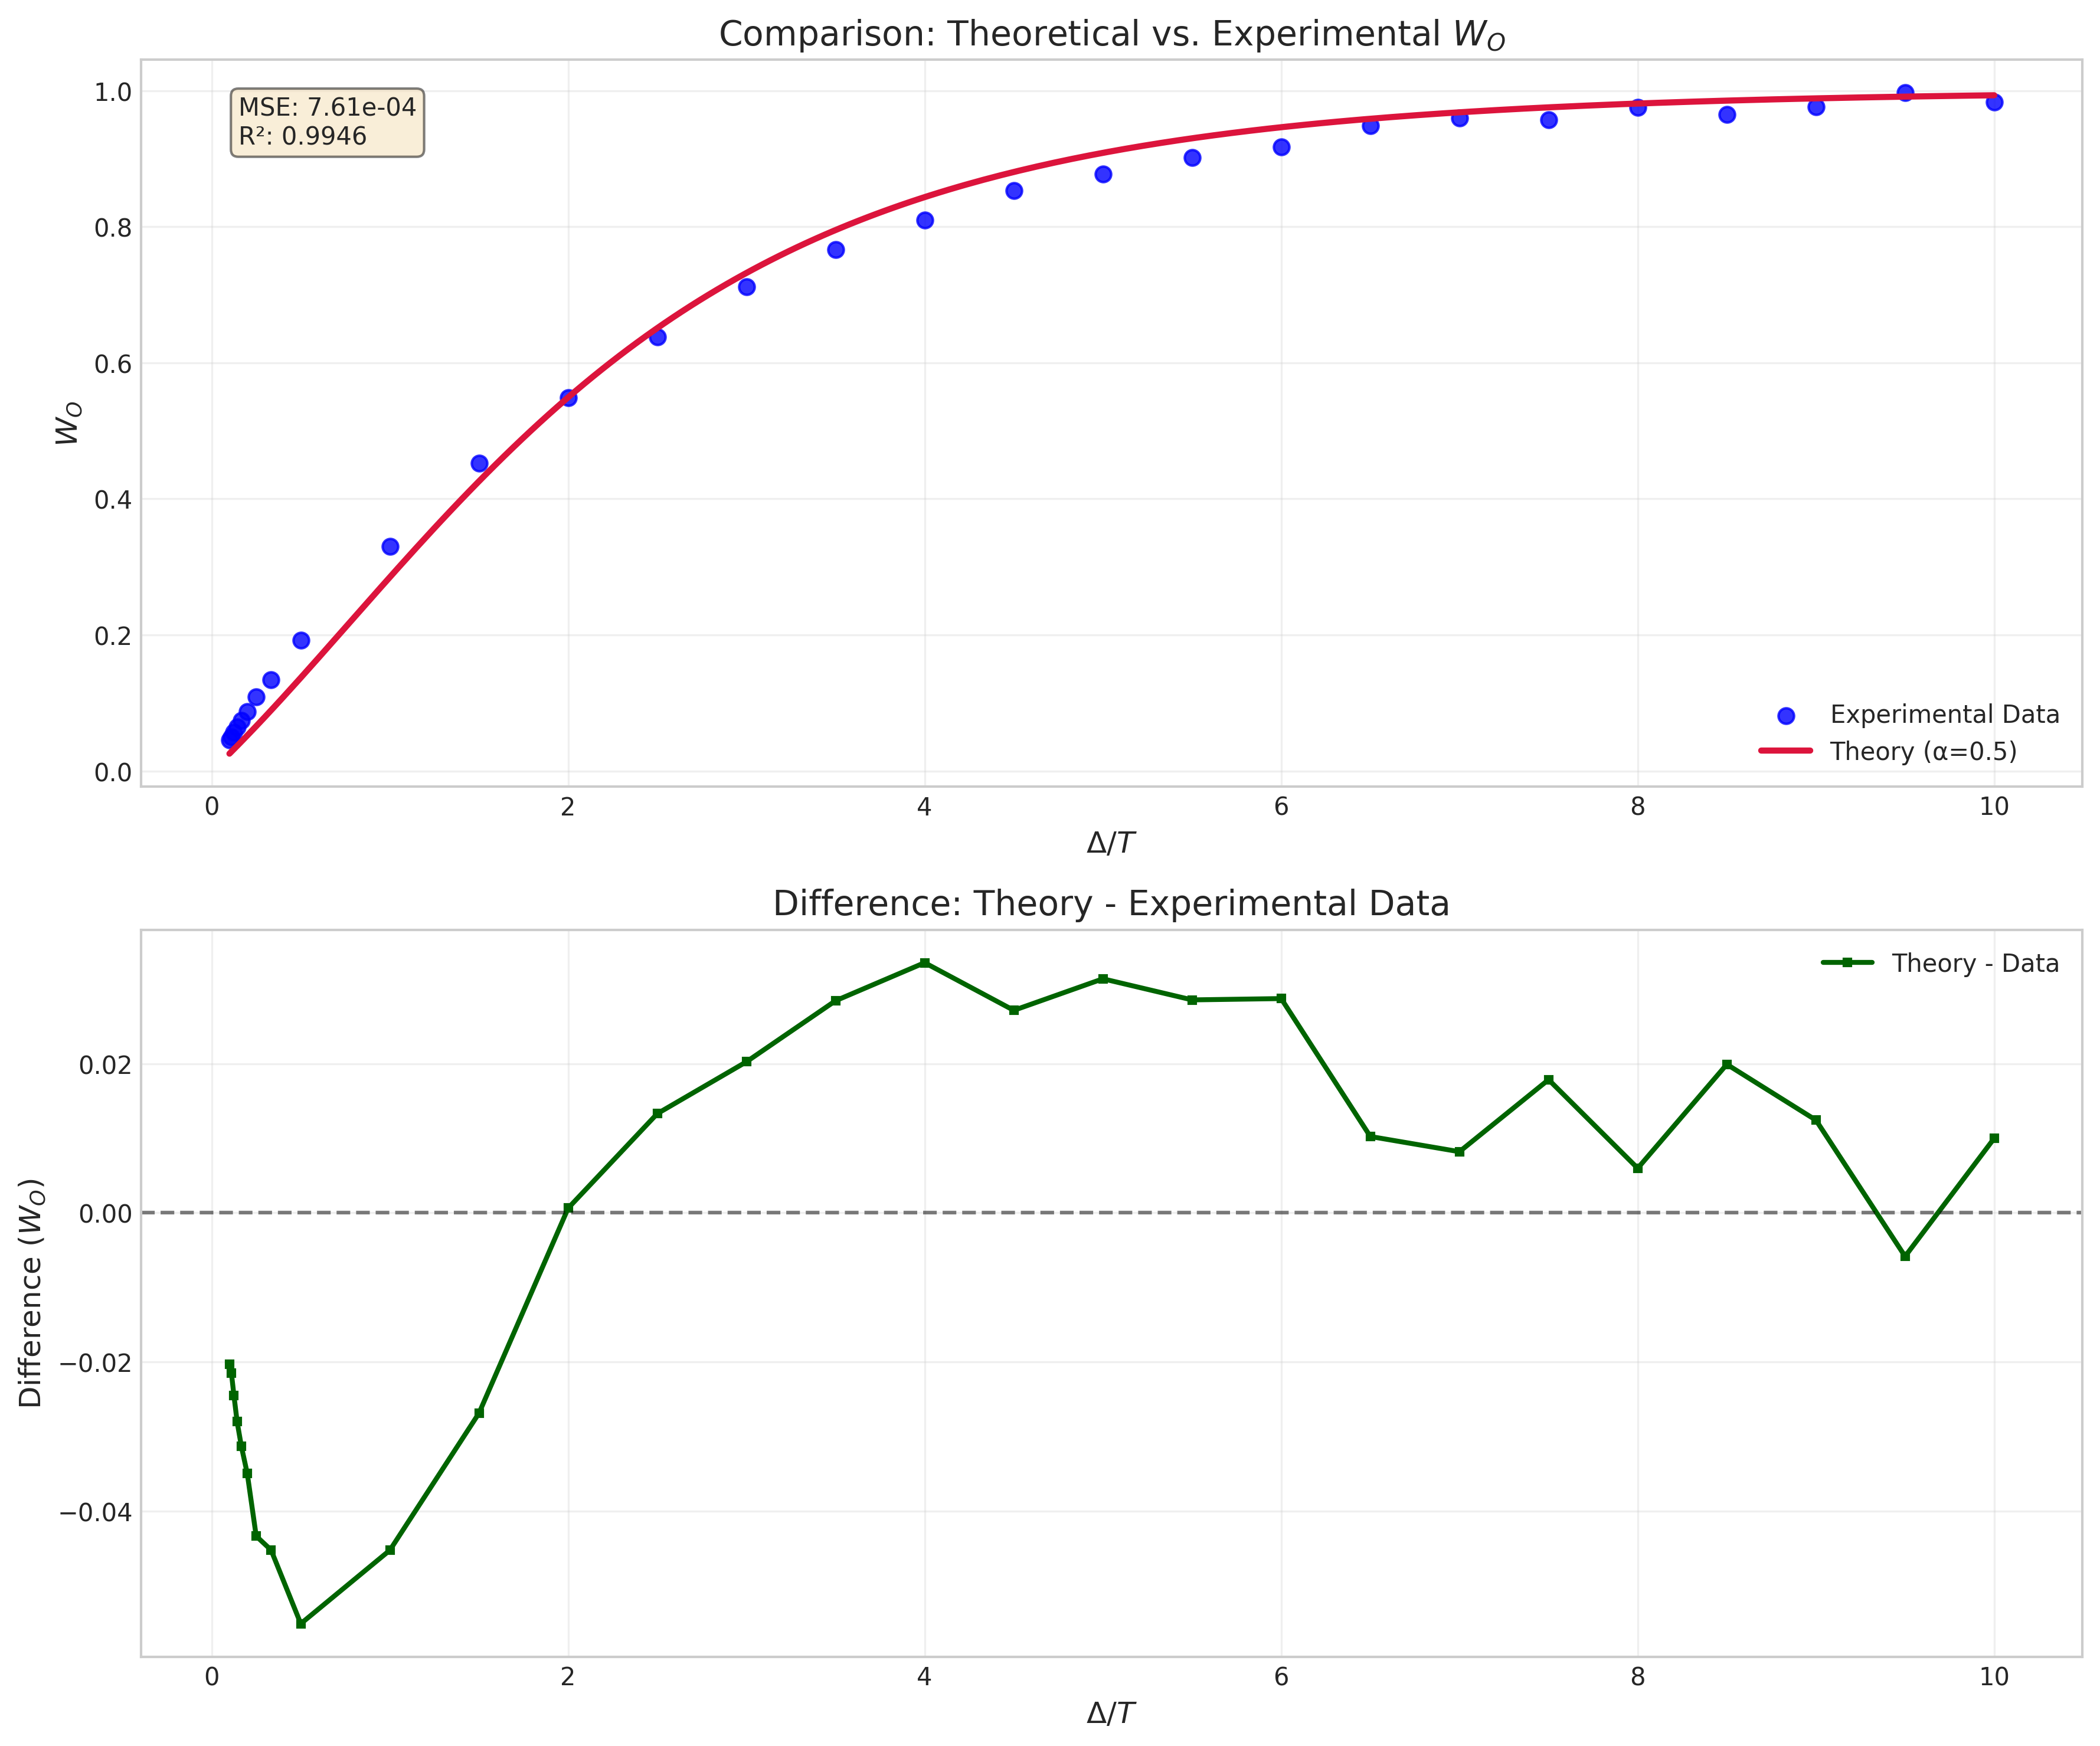 Comparison: Theoretical vs. Experimental W_O
MSE: 7.61e-04
R²: 0.9946
1.0
0.8
0.6
0.4
0.2
0.0
W_O
Experimental Data
Theory (α=0.5)
0 2 4 6 8 10
Δ/T
Difference: Theory - Experimental Data
Theory - Data
0.02
0.00
−0.02
−0.04
Difference (W_O)
0 2 4 6 8 10
Δ/T